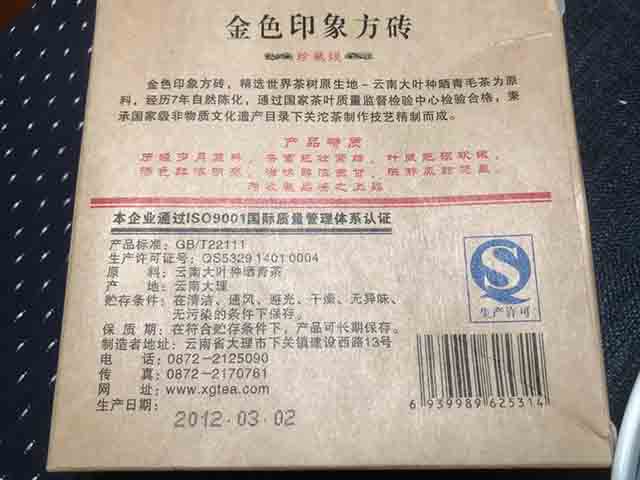 金色印象方砖
珍藏级
金色印象方砖，精选世界茶树原生地-云南大叶种晒青毛茶为原
料，经历7年自然陈化，通过国家茶叶质量监督检验中心检验合格，秉
承国家级非物质文化遗产目录下关沱茶制作技艺精制而成。
产品特质
本企业通过ISO9001国际质量管理体系认证
产品标准: GB/T22111
生产许可证号: QS5329 1401 0004
原 料: 云南大叶种晒青茶
产 地: 云南大理
贮存条件: 在清洁、通风、避光、干燥、无异味、
无污染的条件下保存。
保 质 期: 在符合贮存条件下，产品可长期保存。
制造者地址: 云南省大理市下关镇建设西路13号
电 话: 0872-2125090
传 真: 0872-2170761
网 址: www.xgtea.com
生产日期:
2012.03.02
生产许可
6 939989 625314